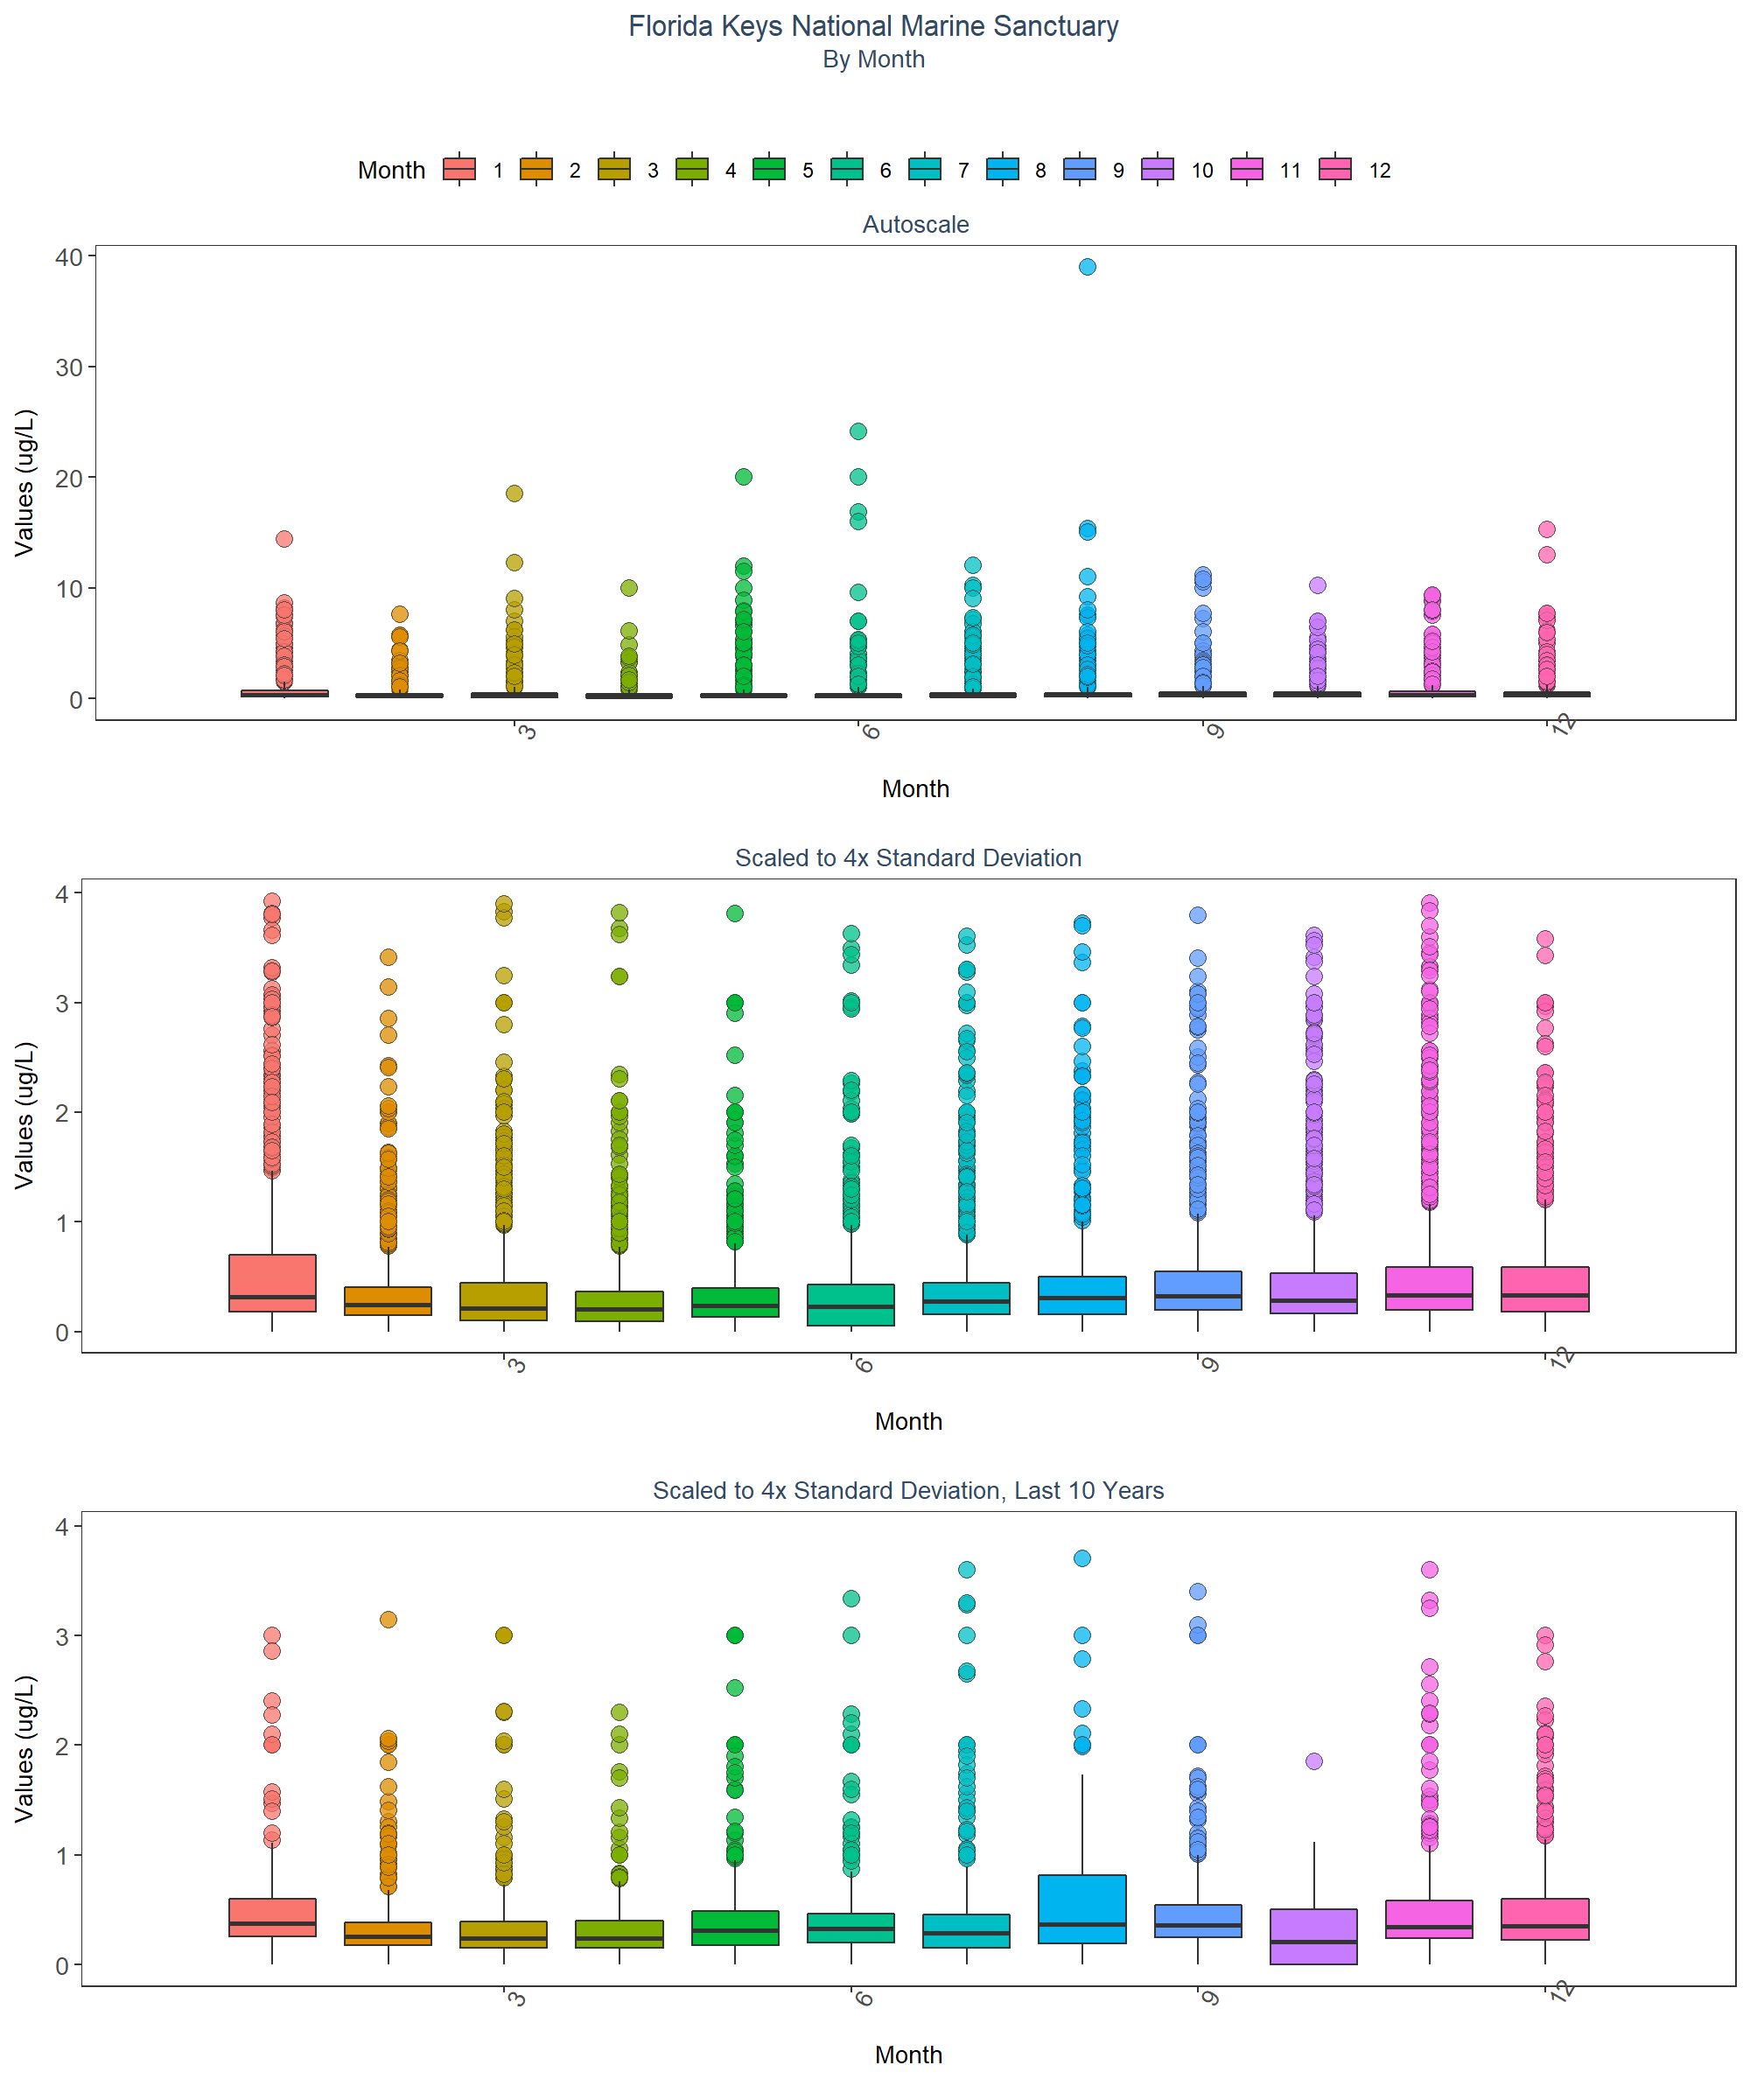 Florida Keys National Marine Sanctuary
By Month
Month 1 2 3 4 5 6 7 8 9 10 11 12
Autoscale
Values (ug/L)
40
30
20
10
0
3 6 9 12
Month
Scaled to 4x Standard Deviation
Values (ug/L)
4
3
2
1
0
3 6 9 12
Month
Scaled to 4x Standard Deviation, Last 10 Years
Values (ug/L)
4
3
2
1
0
3 6 9 12
Month